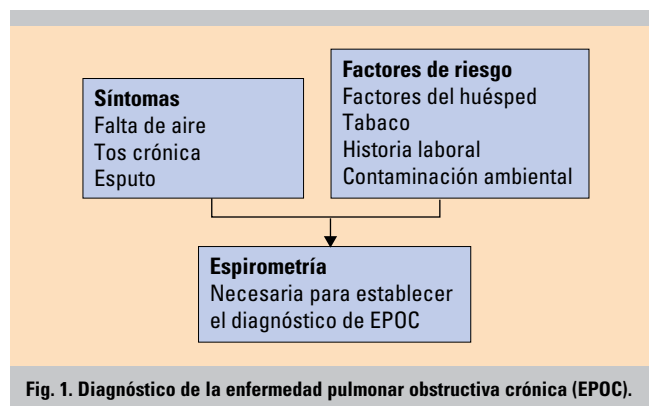 Síntomas
Falta de aire
Tos crónica
Esputo
Factores de riesgo
Factores del huésped
Tabaco
Historia laboral
Contaminación ambiental
Espirometría
Necesaria para establecer
el diagnóstico de EPOC
Fig. 1. Diagnóstico de la enfermedad pulmonar obstructiva crónica (EPOC).